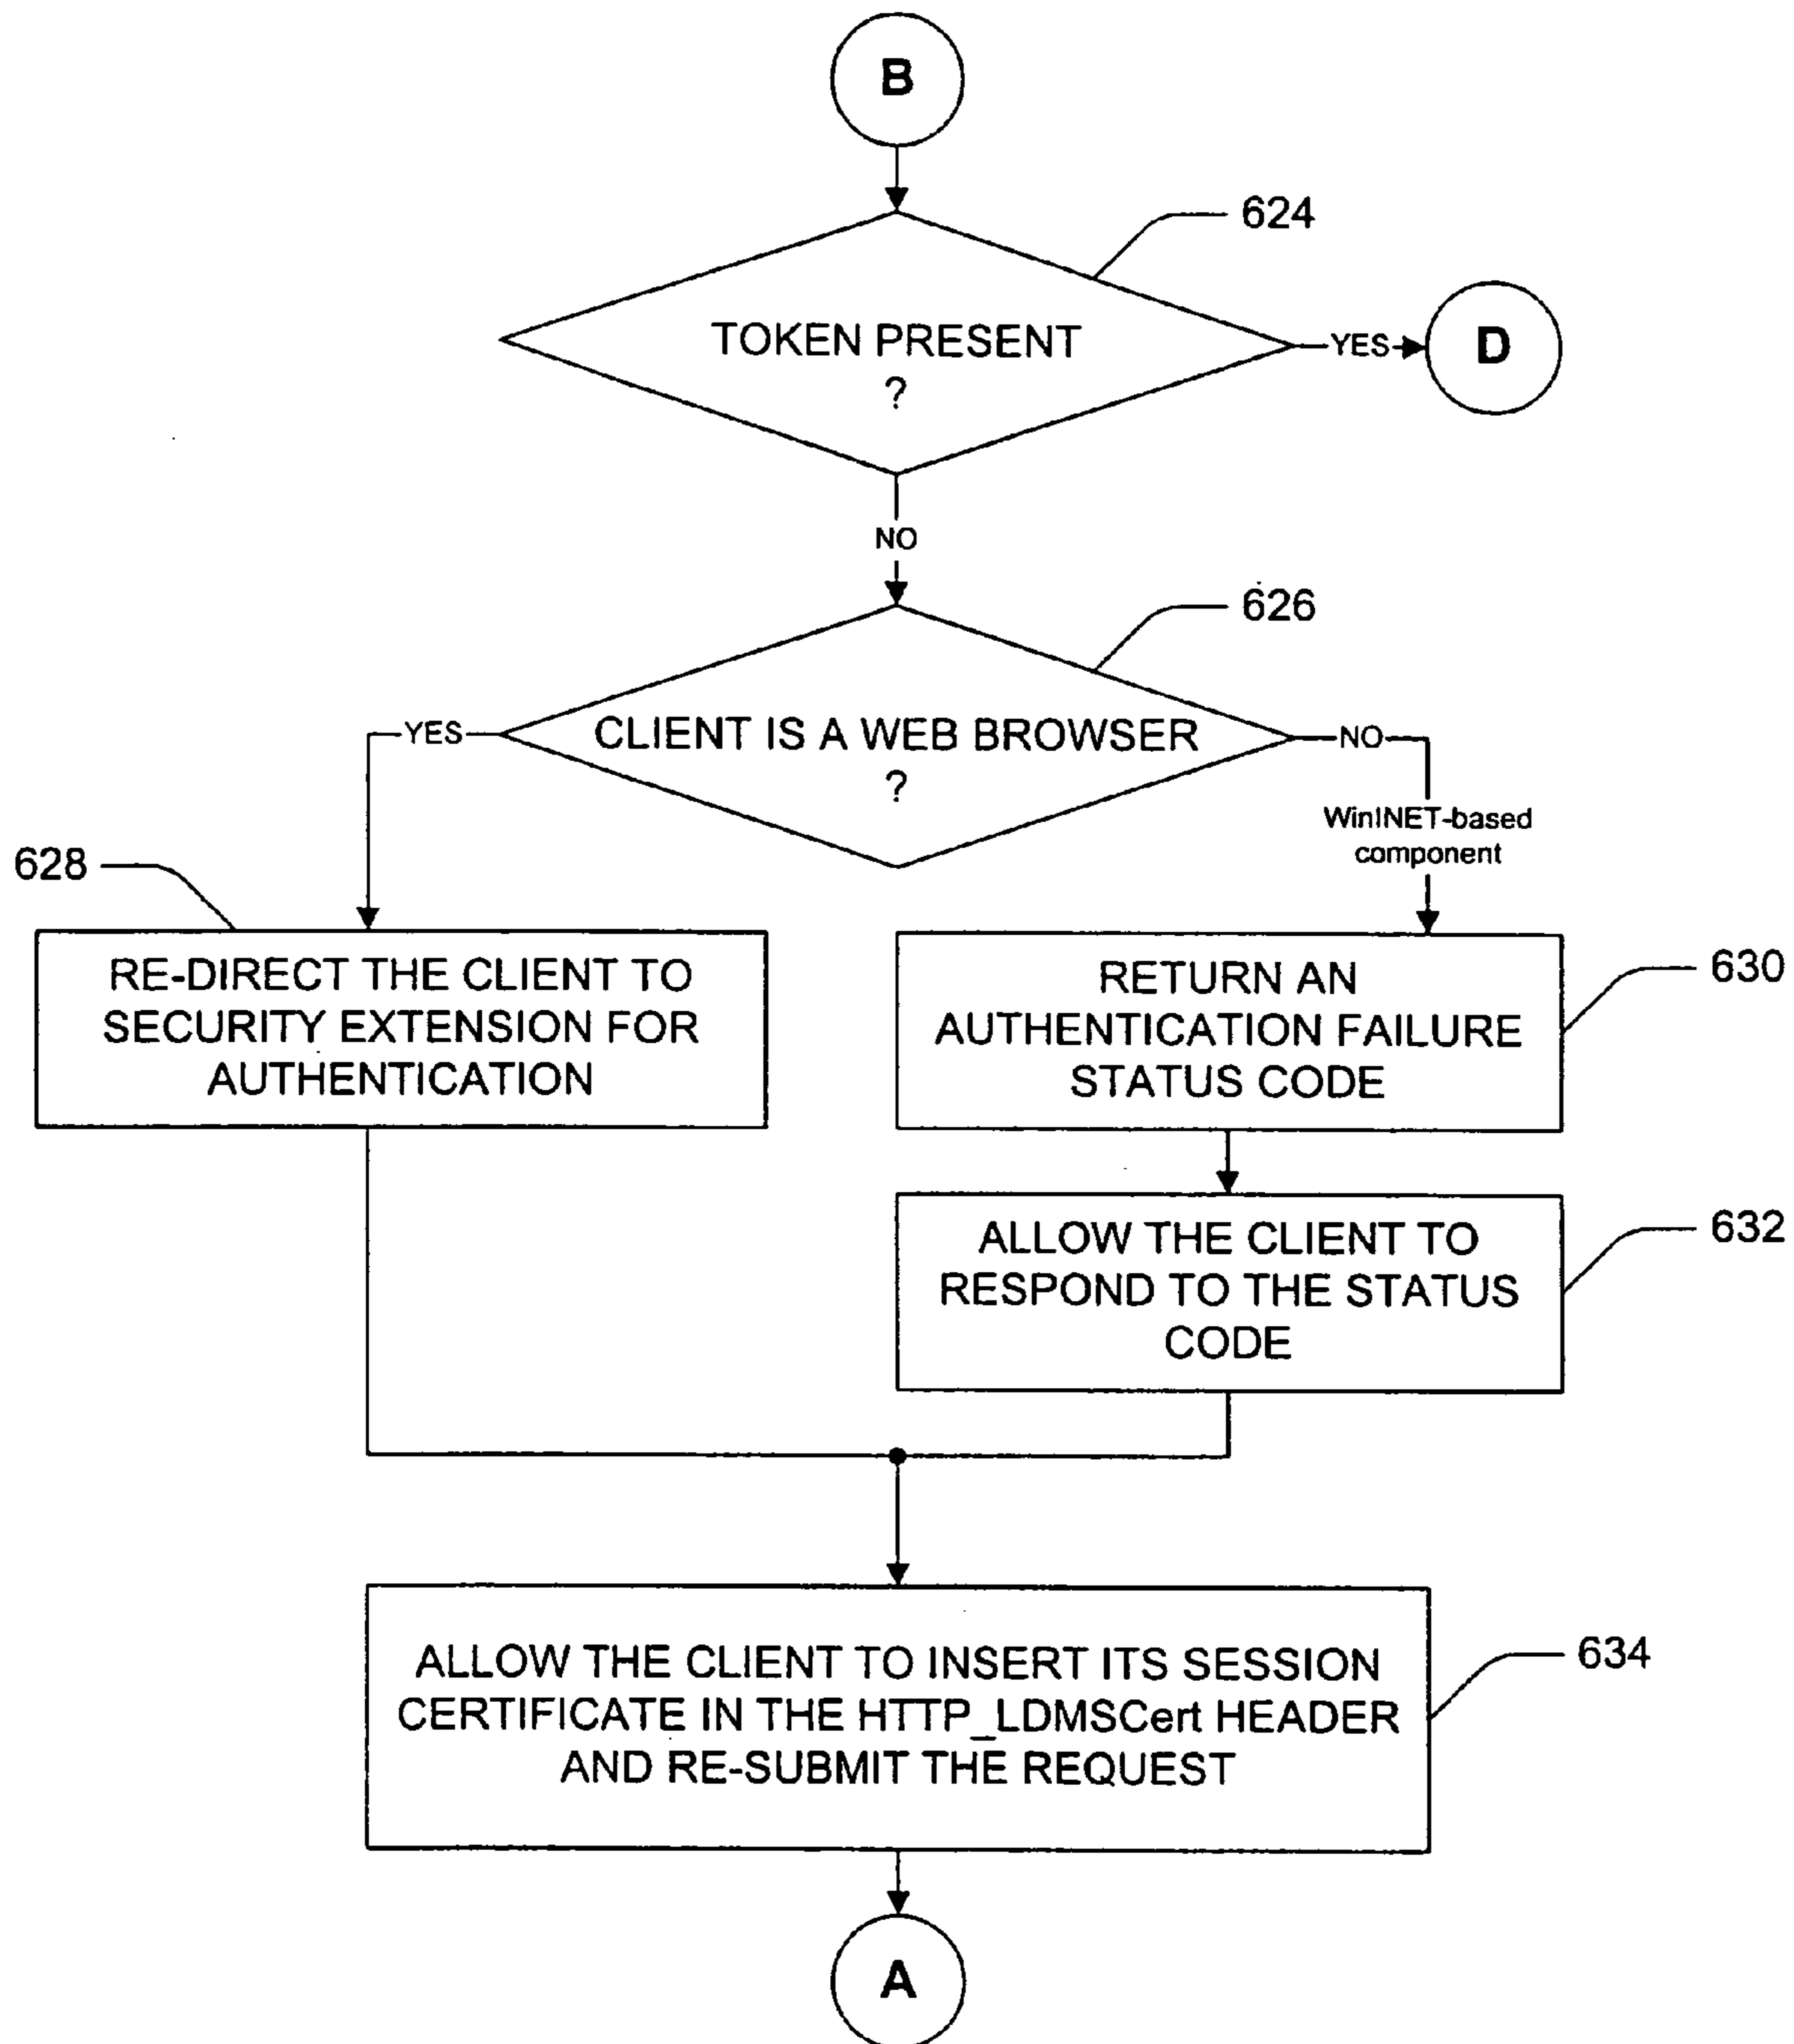 B
624
TOKEN PRESENT
?
YES
D
NO
626
CLIENT IS A WEB BROWSER
?
YES
NO
WinINET-based
component
628
RE-DIRECT THE CLIENT TO
SECURITY EXTENSION FOR
AUTHENTICATION
630
RETURN AN
AUTHENTICATION FAILURE
STATUS CODE
632
ALLOW THE CLIENT TO
RESPOND TO THE STATUS
CODE
634
ALLOW THE CLIENT TO INSERT ITS SESSION
CERTIFICATE IN THE HTTP_LDMSCert HEADER
AND RE-SUBMIT THE REQUEST
A